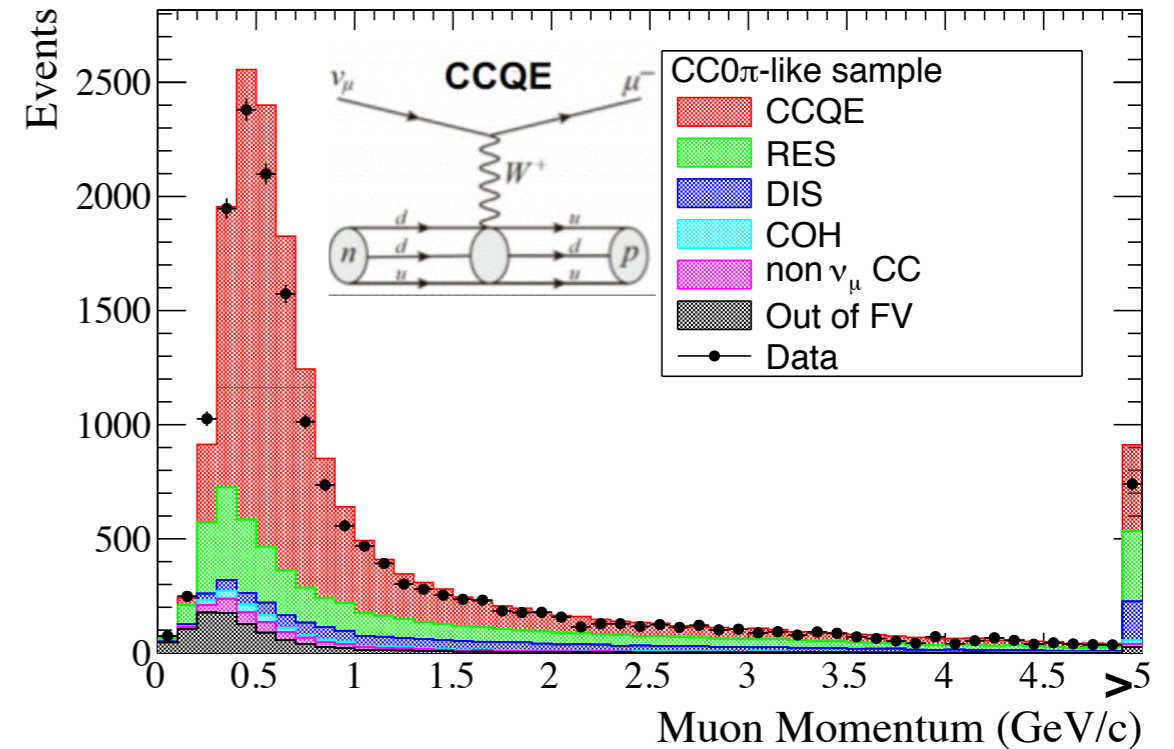 Events
2500
2000
1500
1000
500
0
CCQE
νμ
μ−
W+
n
d
d
u
u
d
u
p
CC0π-like sample
CCQE
RES
DIS
COH
non νμ CC
Out of FV
Data
0 0.5 1 1.5 2 2.5 3 3.5 4 4.5 >5
Muon Momentum (GeV/c)